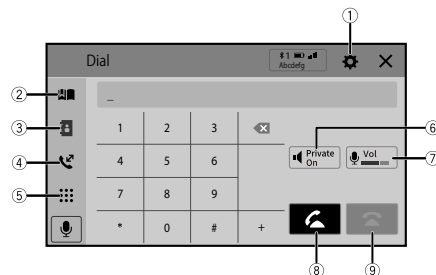 ①
Dial
1
Abcdefg
②
_
③
1 2 3
⑥
Private
On
Vol
④
4 5 6
⑦
⑤
7 8 9
* 0 # +
⑧ ⑨